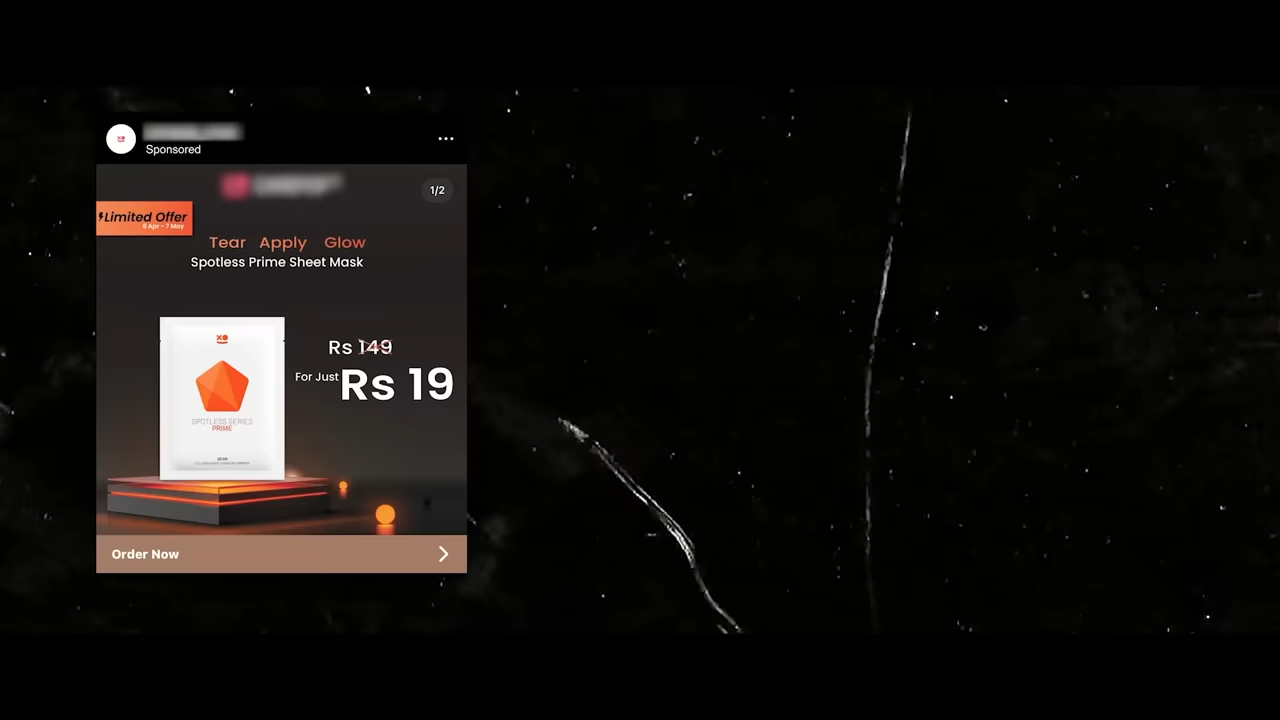 Sponsored
1/2
Limited Offer
8 Apr - 7 May
Tear Apply Glow
Spotless Prime Sheet Mask
XO
Rs 149
For Just Rs 19
SPOTLESS SERIES
PRIME
Order Now